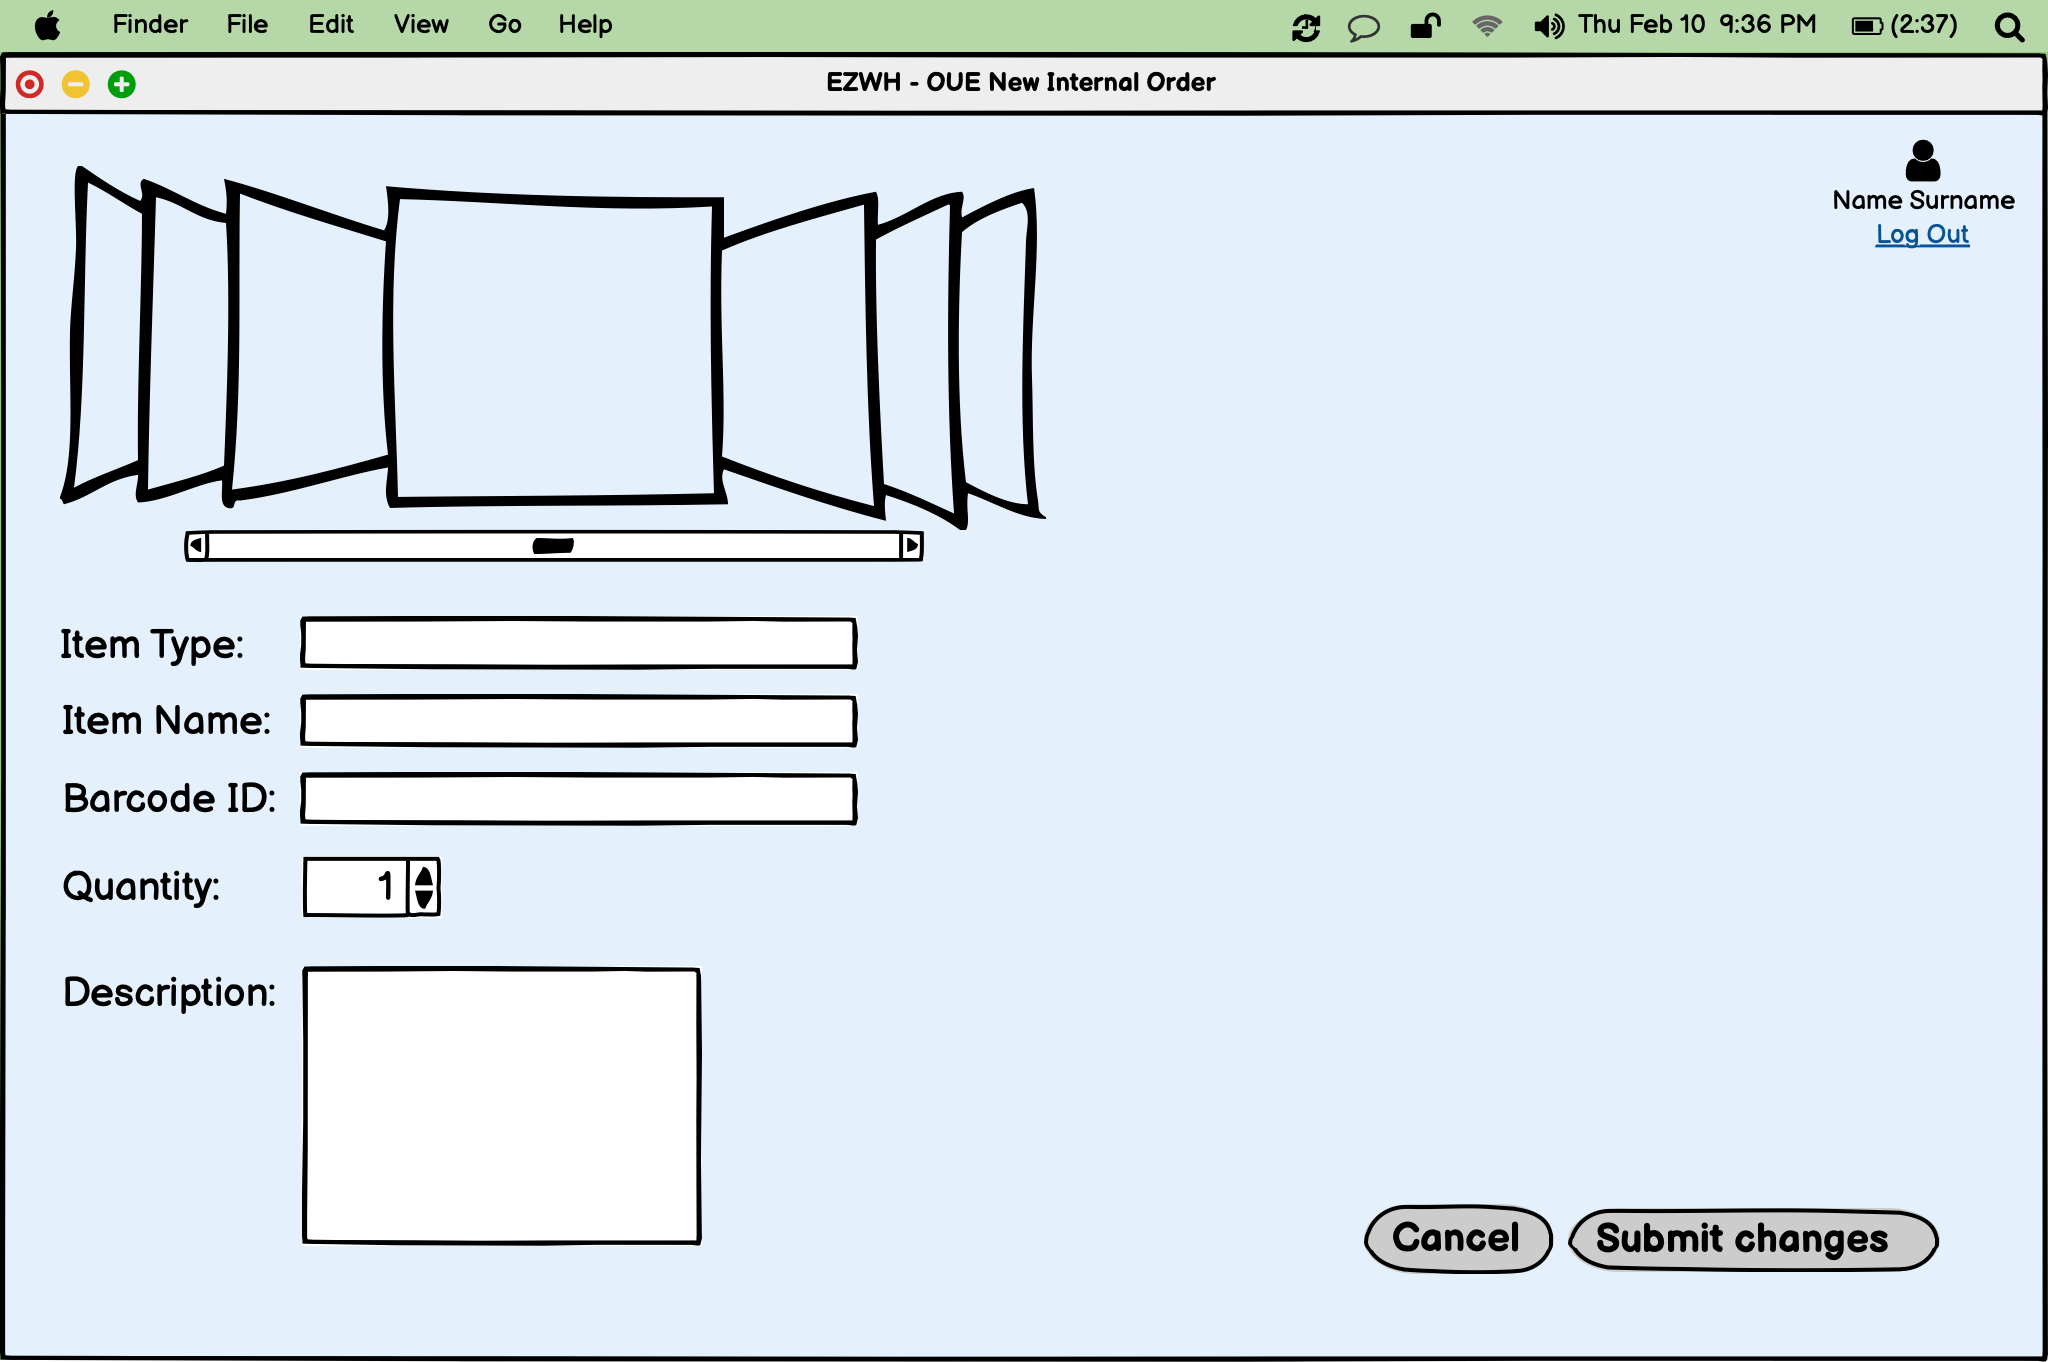 Finder File Edit View Go Help Thu Feb 10 9:36 PM (2:37)
EZWH - OUE New Internal Order
Name Surname
Log Out
Item Type:
Item Name:
Barcode ID:
Quantity: 1
Description:
Cancel Submit changes